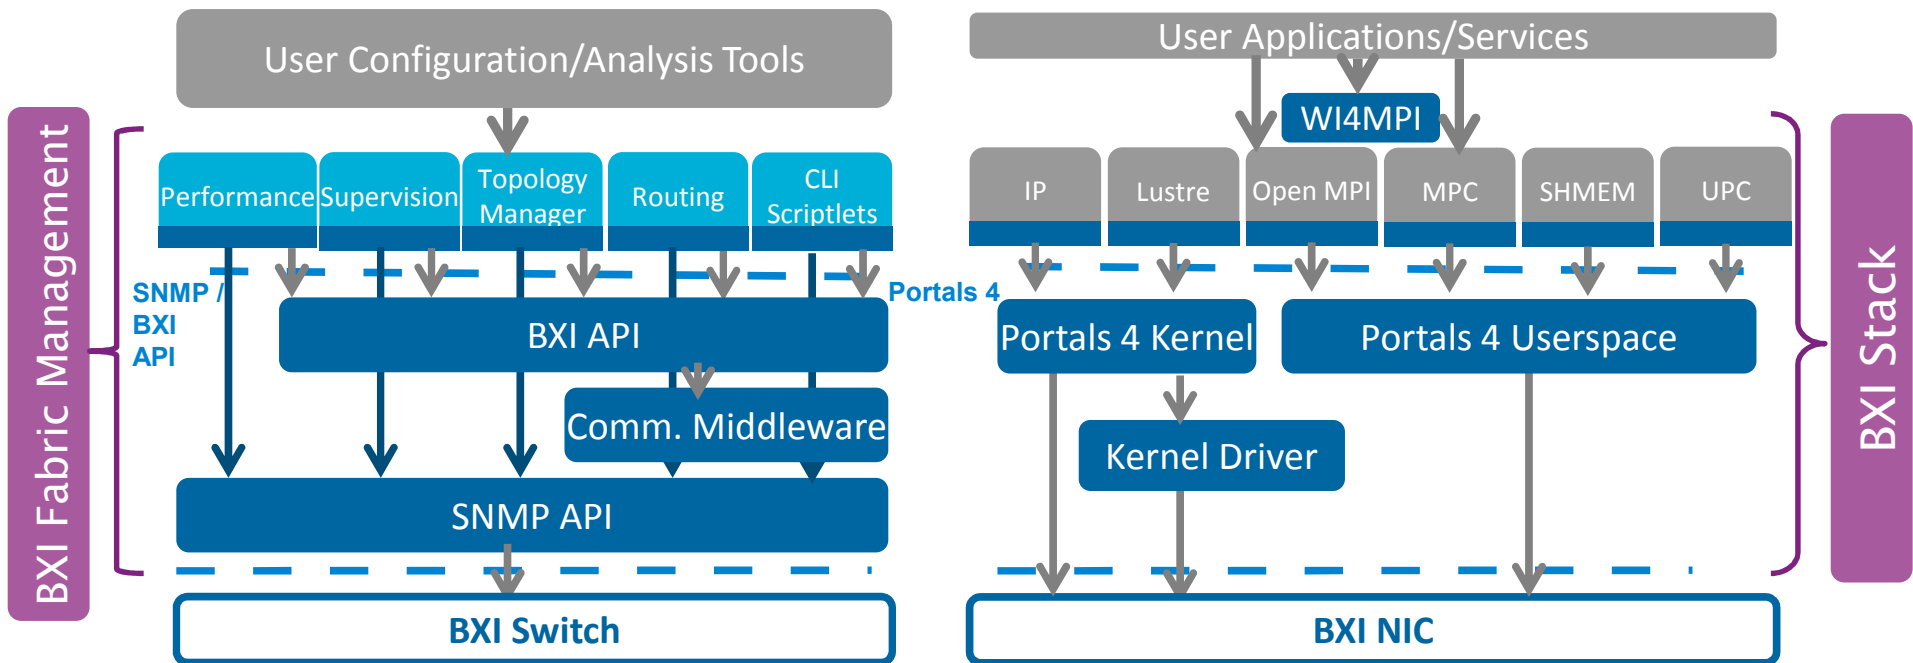 User Configuration/Analysis Tools
BXI Fabric Management
Performance
Supervision
Topology
Manager
Routing
CLI
Scriptlets
SNMP /
BXI
API
BXI API
Comm. Middleware
SNMP API
BXI Switch
User Applications/Services
WI4MPI
IP
Lustre
Open MPI
MPC
SHMEM
UPC
Portals 4
Portals 4 Kernel
Portals 4 Userspace
Kernel Driver
BXI NIC
BXI Stack